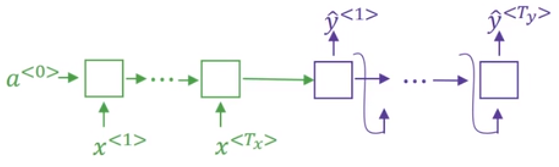 ŷ<1> ŷ<Ty>
a<0> ... ...
x<1> x<Tx>